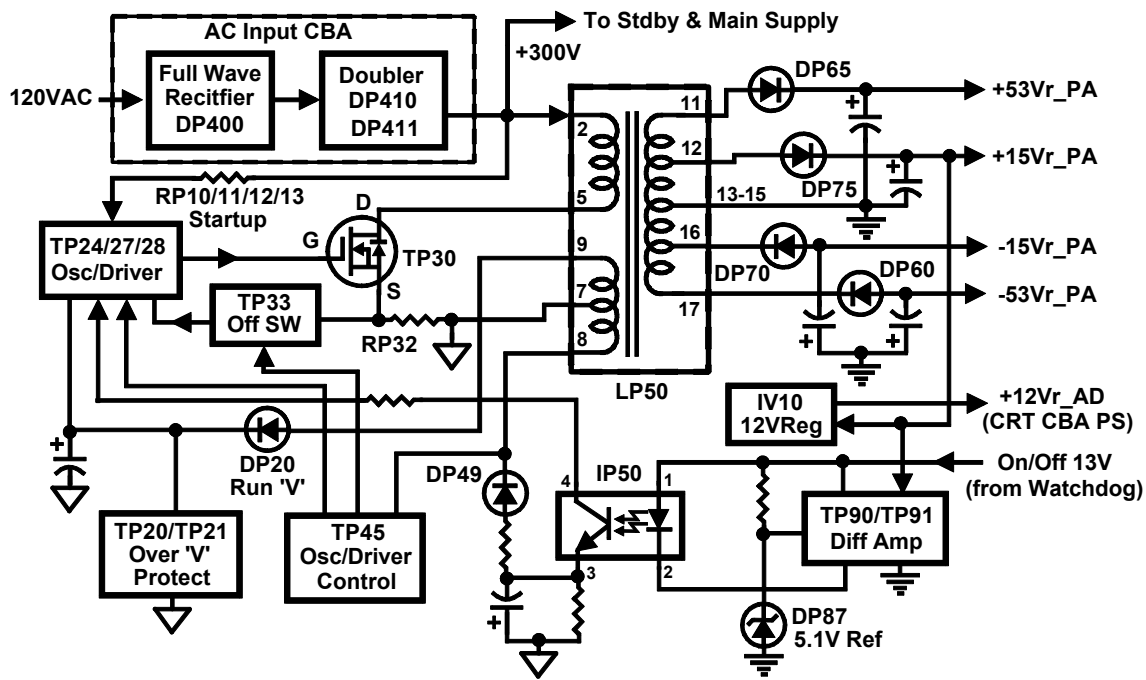 AC Input CBA
To Stdby & Main Supply
+300V
120VAC
Full Wave
Recitfier
DP400
Doubler
DP410
DP411
RP10/11/12/13
Startup
TP24/27/28
Osc/Driver
D
G
S
TP30
TP33
Off SW
RP32
2
5
9
7
8
11
12
13-15
16
17
LP50
DP65
+53Vr_PA
DP75
+15Vr_PA
DP70
-15Vr_PA
DP60
-53Vr_PA
+
+
+
+
IV10
12VReg
+12Vr_AD
(CRT CBA PS)
On/Off 13V
(from Watchdog)
+
DP20
Run 'V'
DP49
IP50
4
1
3
2
TP20/TP21
Over 'V'
Protect
TP45
Osc/Driver
Control
+
TP90/TP91
Diff Amp
DP87
5.1V Ref